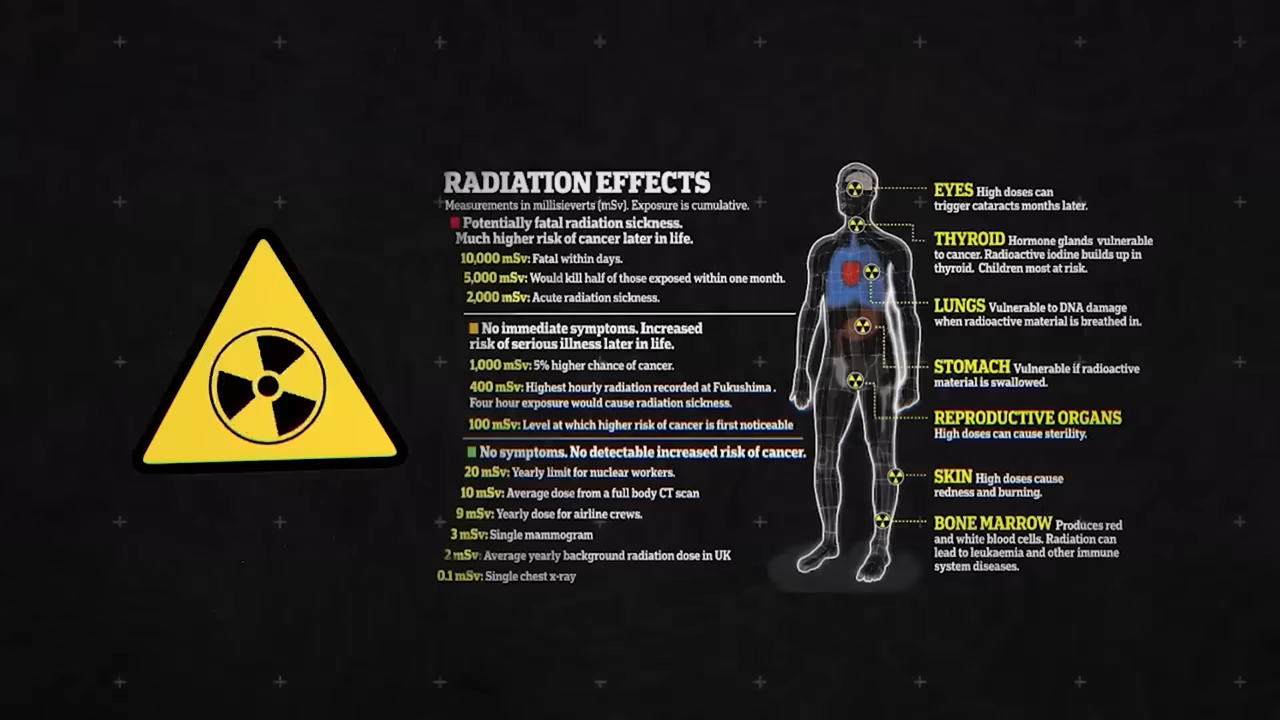 RADIATION EFFECTS
Measurements in millisieverts (mSv). Exposure is cumulative.
Potentially fatal radiation sickness.
Much higher risk of cancer later in life.
10,000 mSv: Fatal within days.
5,000 mSv: Would kill half of those exposed within one month.
2,000 mSv: Acute radiation sickness.
No immediate symptoms. Increased
risk of serious illness later in life.
1,000 mSv: 5% higher chance of cancer.
400 mSv: Highest hourly radiation recorded at Fukushima .
Four hour exposure would cause radiation sickness.
100 mSv: Level at which higher risk of cancer is first noticeable
No symptoms. No detectable increased risk of cancer.
20 mSv: Yearly limit for nuclear workers.
10 mSv: Average dose from a full body CT scan
9 mSv: Yearly dose for airline crews.
3 mSv: Single mammogram
2 mSv: Average yearly background radiation dose in UK
0.1 mSv: Single chest x-ray
EYES High doses can
trigger cataracts months later.
THYROID Hormone glands vulnerable
to cancer. Radioactive iodine builds up in
thyroid. Children most at risk.
LUNGS Vulnerable to DNA damage
when radioactive material is breathed in.
STOMACH Vulnerable if radioactive
material is swallowed.
REPRODUCTIVE ORGANS
High doses can cause sterility.
SKIN High doses cause
redness and burning.
BONE MARROW Produces red
and white blood cells. Radiation can
lead to leukaemia and other immune
system diseases.